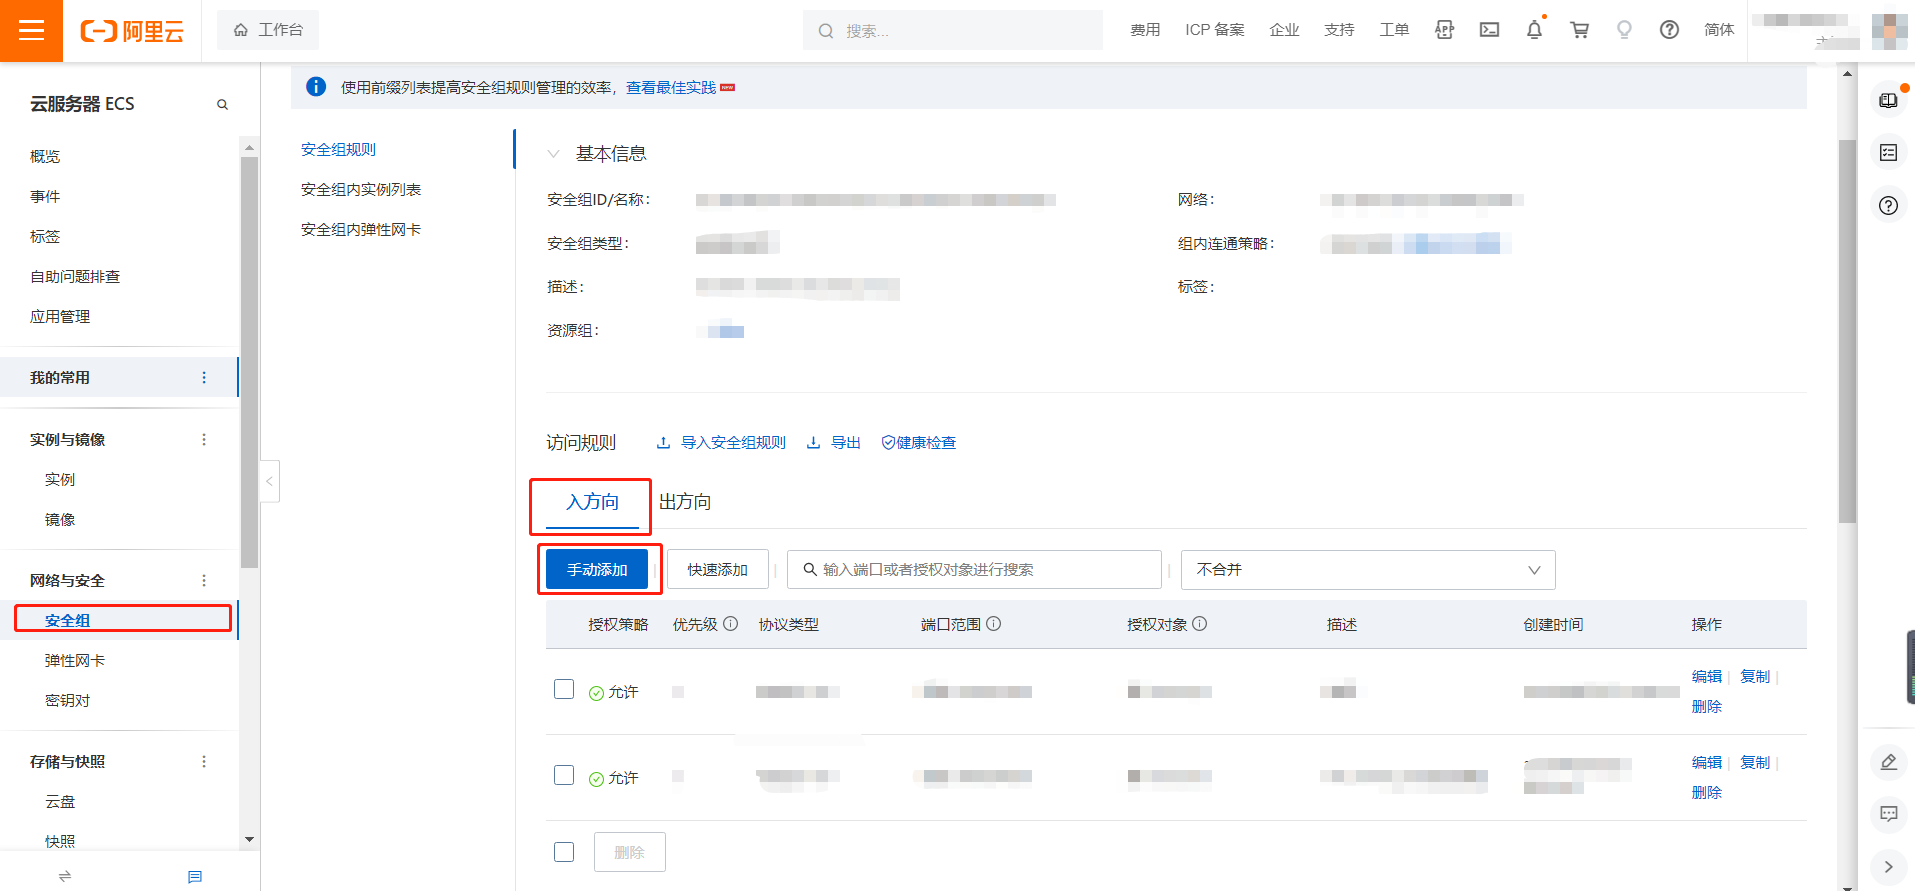 阿里云
工作台
搜索...
费用
ICP 备案
企业
支持
工单
APP
简体
云服务器 ECS
概览
事件
标签
自助问题排查
应用管理
我的常用
实例与镜像
实例
镜像
网络与安全
安全组
弹性网卡
密钥对
存储与快照
云盘
快照
使用前缀列表提高安全组规则管理的效率，查看最佳实践 NEW
安全组规则
安全组内实例列表
安全组内弹性网卡
基本信息
安全组ID/名称：
网络：
安全组类型：
组内连通策略：
描述：
标签：
资源组：
访问规则
导入安全组规则
导出
健康检查
入方向
出方向
手动添加
快速添加
输入端口或者授权对象进行搜索
不合并
授权策略 优先级 协议类型 端口范围 授权对象 描述 创建时间 操作
允许
编辑 | 复制 |
删除
允许
编辑 | 复制 |
删除
删除